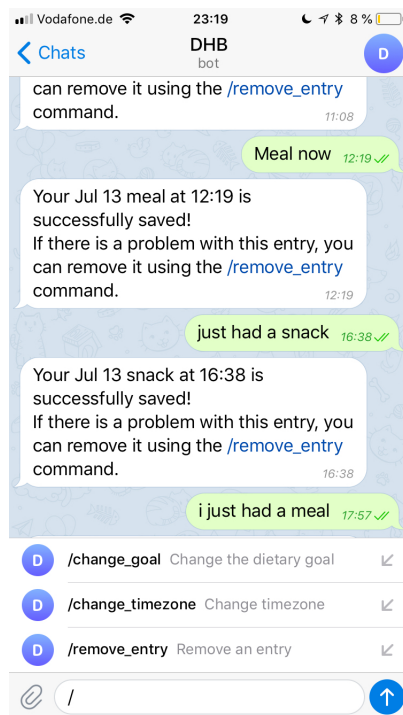 Vodafone.de 23:19 8 %
Chats DHB D
bot
can remove it using the /remove_entry
command. 11:08
Meal now 12:19
Your Jul 13 meal at 12:19 is
successfully saved!
If there is a problem with this entry, you
can remove it using the /remove_entry
command. 12:19
just had a snack 16:38
Your Jul 13 snack at 16:38 is
successfully saved!
If there is a problem with this entry, you
can remove it using the /remove_entry
command. 16:38
i just had a meal 17:57
D /change_goal Change the dietary goal
D /change_timezone Change timezone
D /remove_entry Remove an entry
/